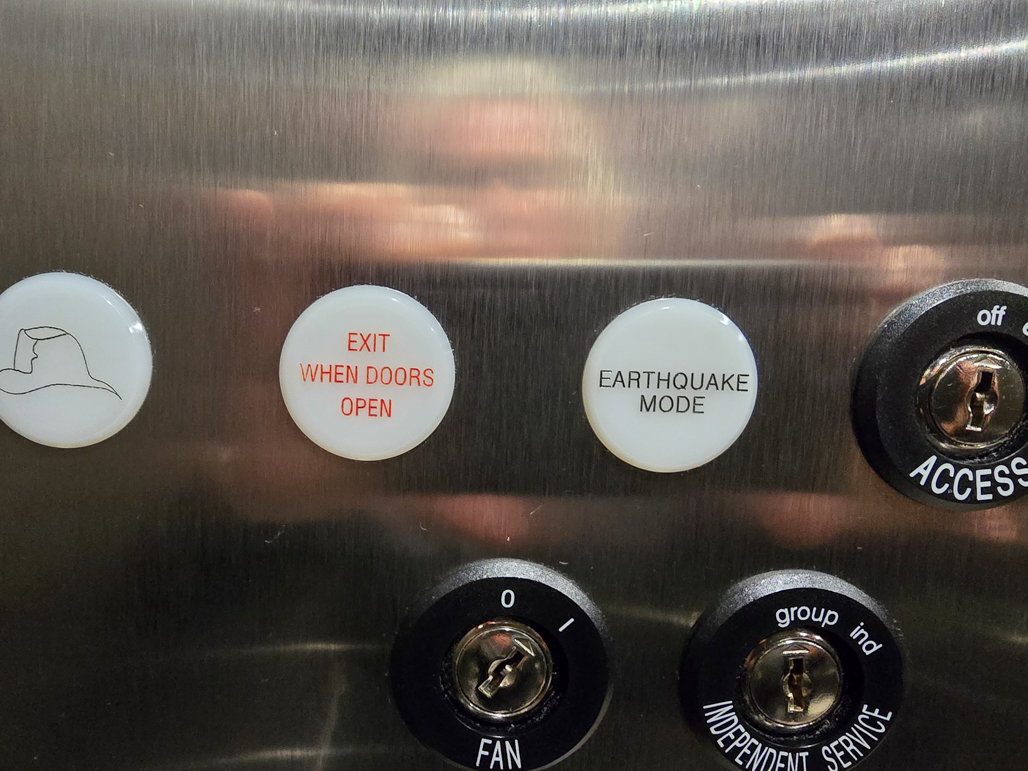 EXIT
WHEN DOORS
OPEN
EARTHQUAKE
MODE
off
ACCESS
0
I
FAN
group ind
INDEPENDENT SERVICE